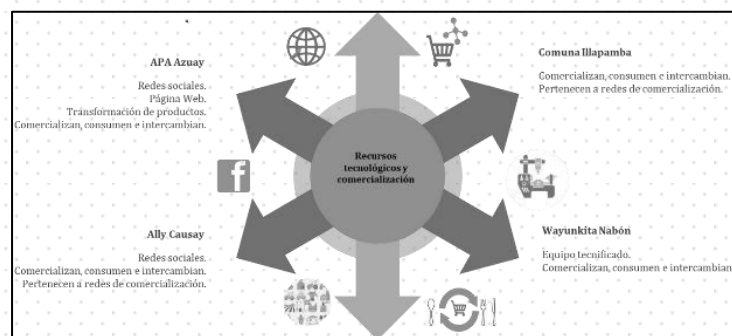 APA Azuay
Redes sociales.
Página Web.
Transformación de productos.
Comercializan, consumen e intercambian.
Comuna Illapamba
Comercializan, consumen e intercambian.
Pertenecen a redes de comercialización.
Recursos
tecnológicos y
comercialización
f
Ally Causay
Redes sociales.
Comercializan, consumen e intercambian.
Pertenecen a redes de comercialización.
Wayunkita Nabón
Equipo tecnificado.
Comercializan, consumen e intercambian